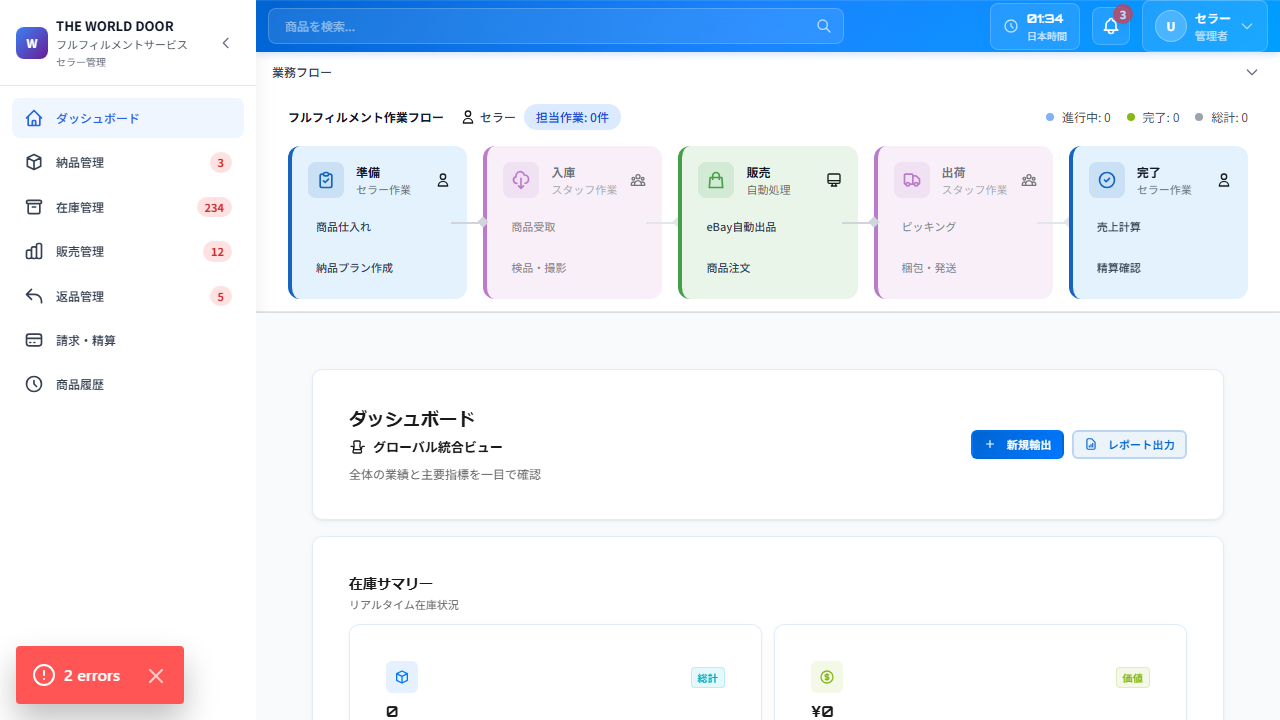 W
THE WORLD DOOR
フルフィルメントサービス
セラー管理
商品を検索...
01:34
日本時間
3
U
セラー
管理者
ダッシュボード
納品管理
3
在庫管理
234
販売管理
12
返品管理
5
請求・精算
商品履歴
業務フロー
フルフィルメント作業フロー
セラー
担当作業: 0件
進行中: 0
完了: 0
総計: 0
準備
セラー作業
商品仕入れ
納品プラン作成
入庫
スタッフ作業
商品受取
検品・撮影
販売
自動処理
eBay自動出品
商品注文
出荷
スタッフ作業
ピッキング
梱包・発送
完了
セラー作業
売上計算
精算確認
ダッシュボード
グローバル統合ビュー
全体の業績と主要指標を一目で確認
新規輸出
レポート出力
在庫サマリー
リアルタイム在庫状況
総計
0
価値
¥0
2 errors